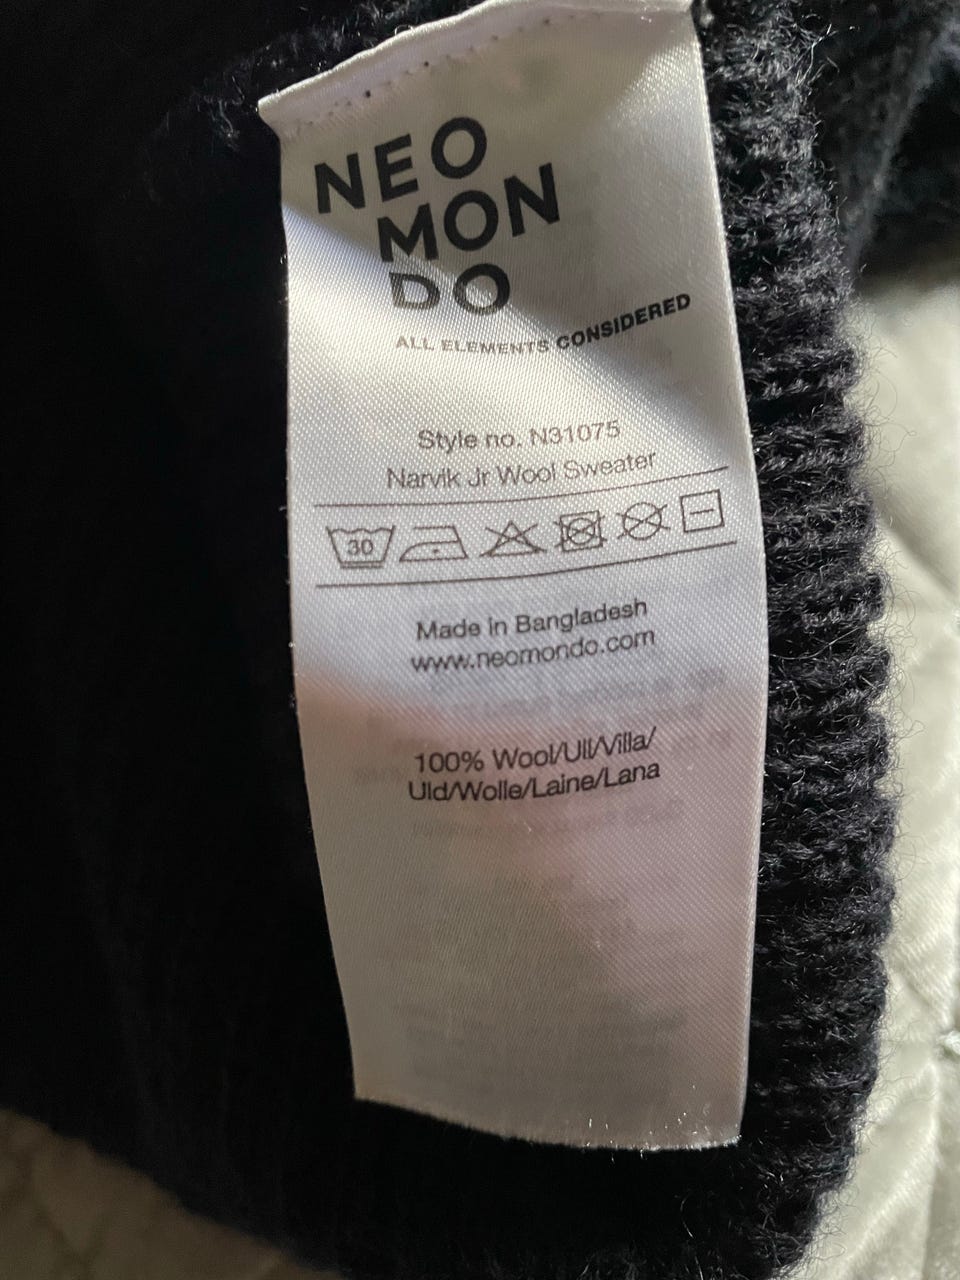 NEO
MON
DO
ALL ELEMENTS CONSIDERED
Style no. N31075
Narvik Jr Wool Sweater
30
Made in Bangladesh
www.neomondo.com
100% Wool/Ull/Villa/
Uld/Wolle/Laine/Lana